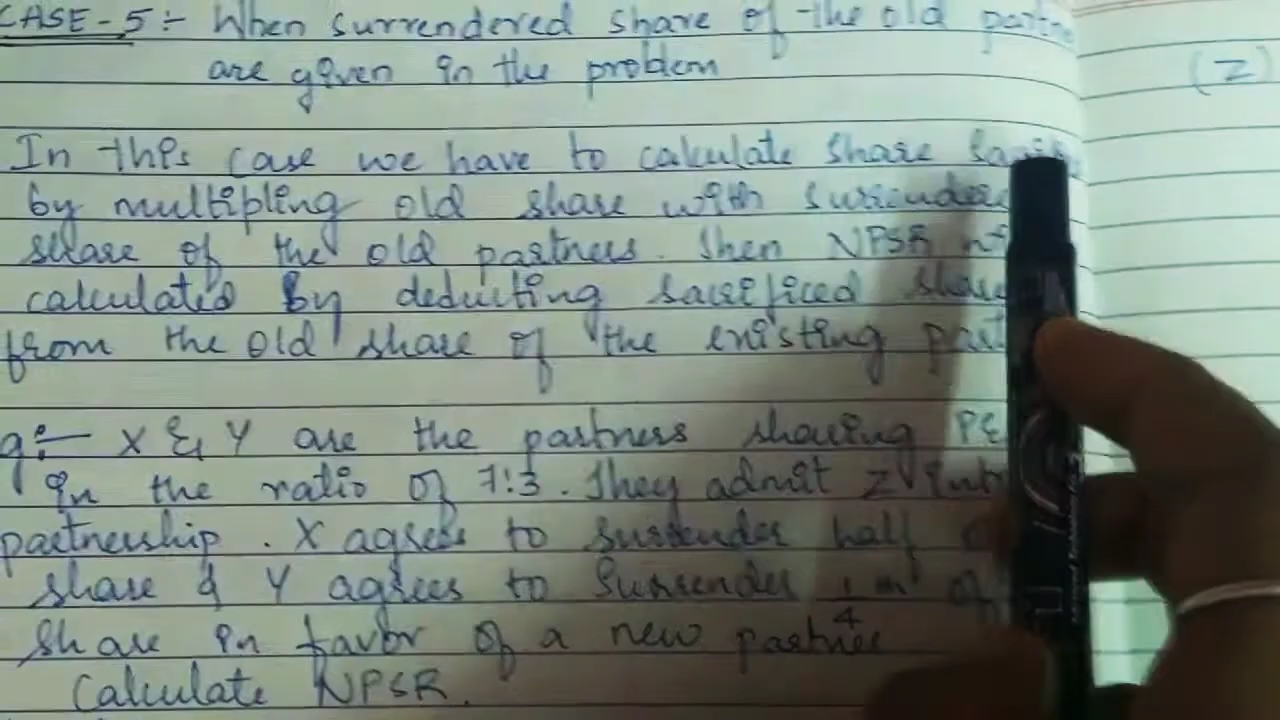 CASE-5:- When surrendered share of the old
are given in the problem
(Z)
In this case we have to calculate share
by multipling old share with
share of the old partners. Then NPSR
calculated by deducting sacrificed
from the old share of the existing
X & Y are the partners sharing
in the ratio of 7:3. They admit Z
partnership. X agrees to surrender half
share & Y agrees to Surrender 1/4 th of
share in favor of a new partner
Calculate NPSR.